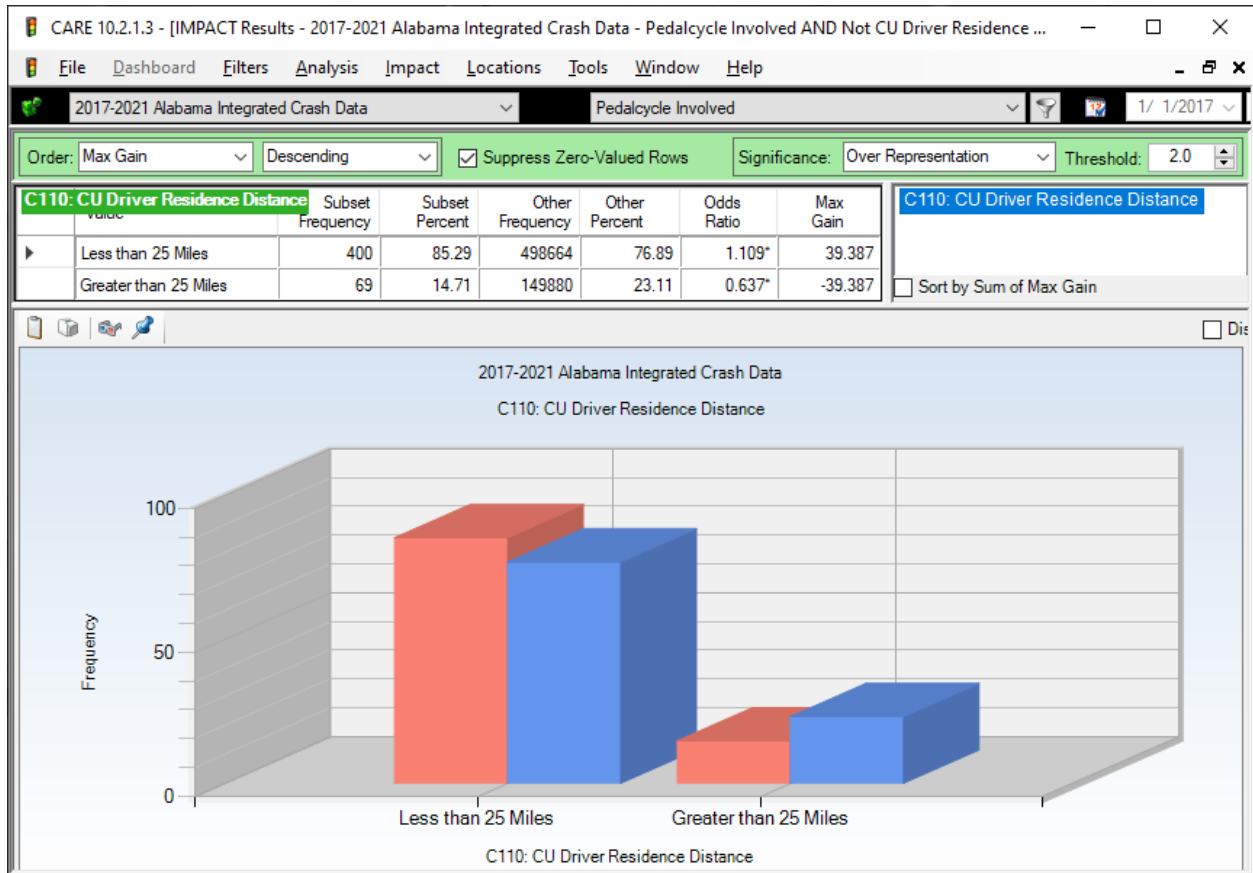 CARE 10.2.1.3 - [IMPACT Results - 2017-2021 Alabama Integrated Crash Data - Pedalcycle Involved AND Not CU Driver Residence ...
File Dashboard Filters Analysis Impact Locations Tools Window Help
2017-2021 Alabama Integrated Crash Data Pedalcycle Involved 1/ 1/2017
Order: Max Gain Descending Suppress Zero-Valued Rows Significance: Over Representation Threshold: 2.0
C110: CU Driver Residence Distance Subset Frequency Subset Percent Other Frequency Other Percent Odds Ratio Max Gain
Less than 25 Miles 400 85.29 498664 76.89 1.109* 39.387
Greater than 25 Miles 69 14.71 149880 23.11 0.637* -39.387
C110: CU Driver Residence Distance
Sort by Sum of Max Gain
Dis
2017-2021 Alabama Integrated Crash Data
C110: CU Driver Residence Distance
100
50
0
Frequency
Less than 25 Miles Greater than 25 Miles
C110: CU Driver Residence Distance